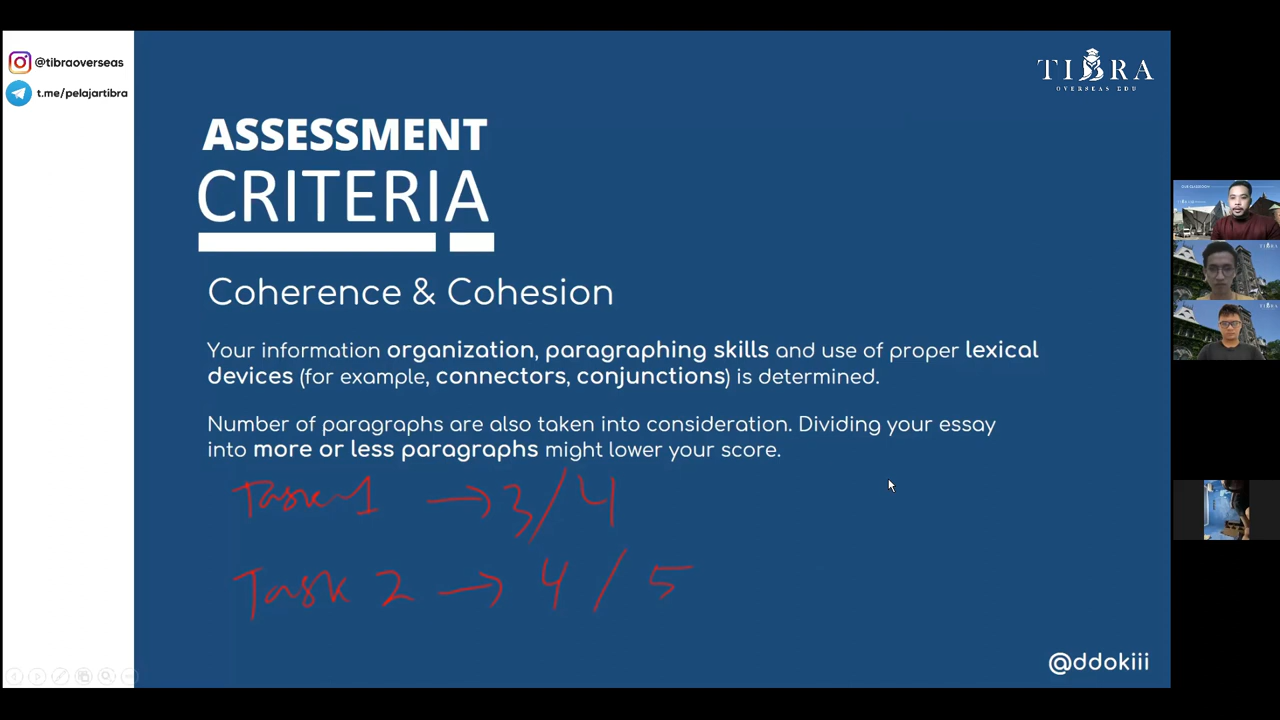 @tibraoverseas
t.me/pelajartibra
TIBRA
OVERSEAS EDU
ASSESSMENT
CRITERIA
Coherence & Cohesion
Your information organization, paragraphing skills and use of proper lexical
devices (for example, connectors, conjunctions) is determined.
Number of paragraphs are also taken into consideration. Dividing your essay
into more or less paragraphs might lower your score.
Task 1 → 3/4
Task 2 → 4/5
@ddokiii